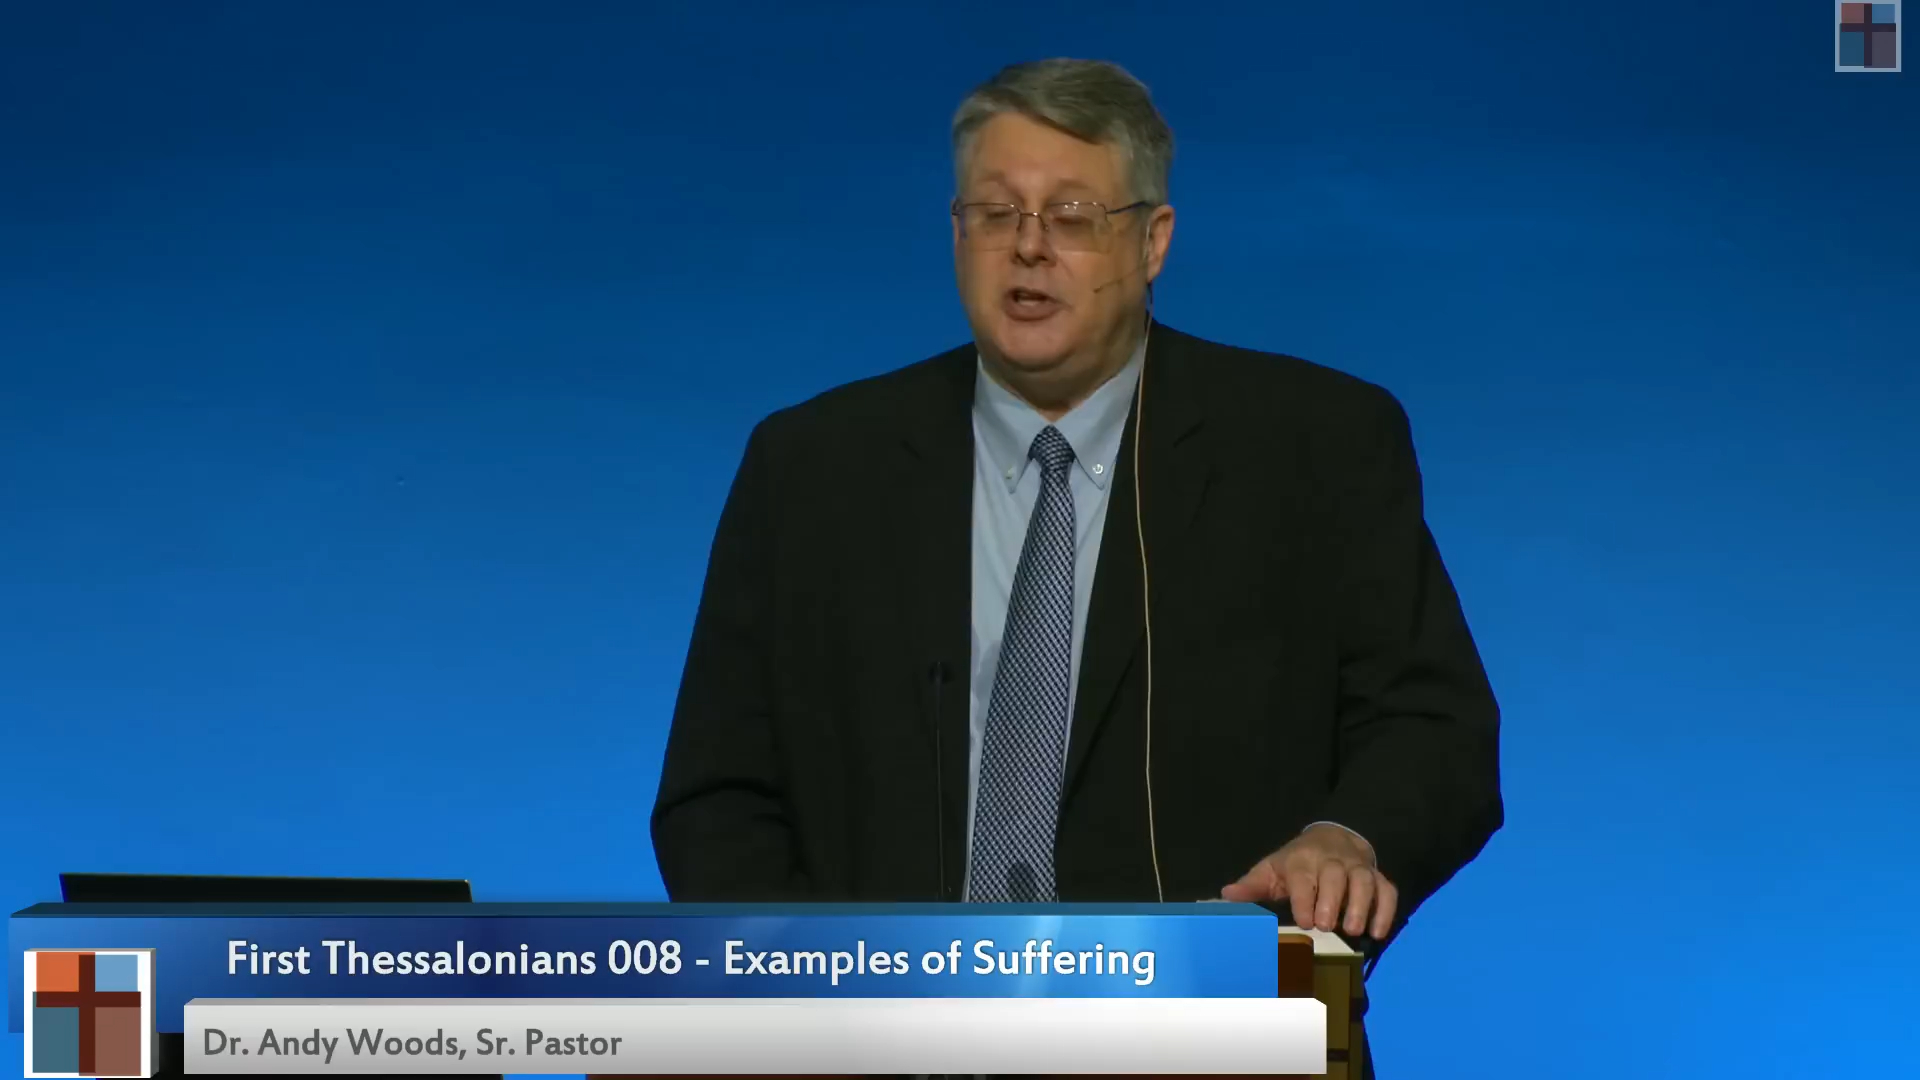 First Thessalonians 008 - Examples of Suffering
Dr. Andy Woods, Sr. Pastor